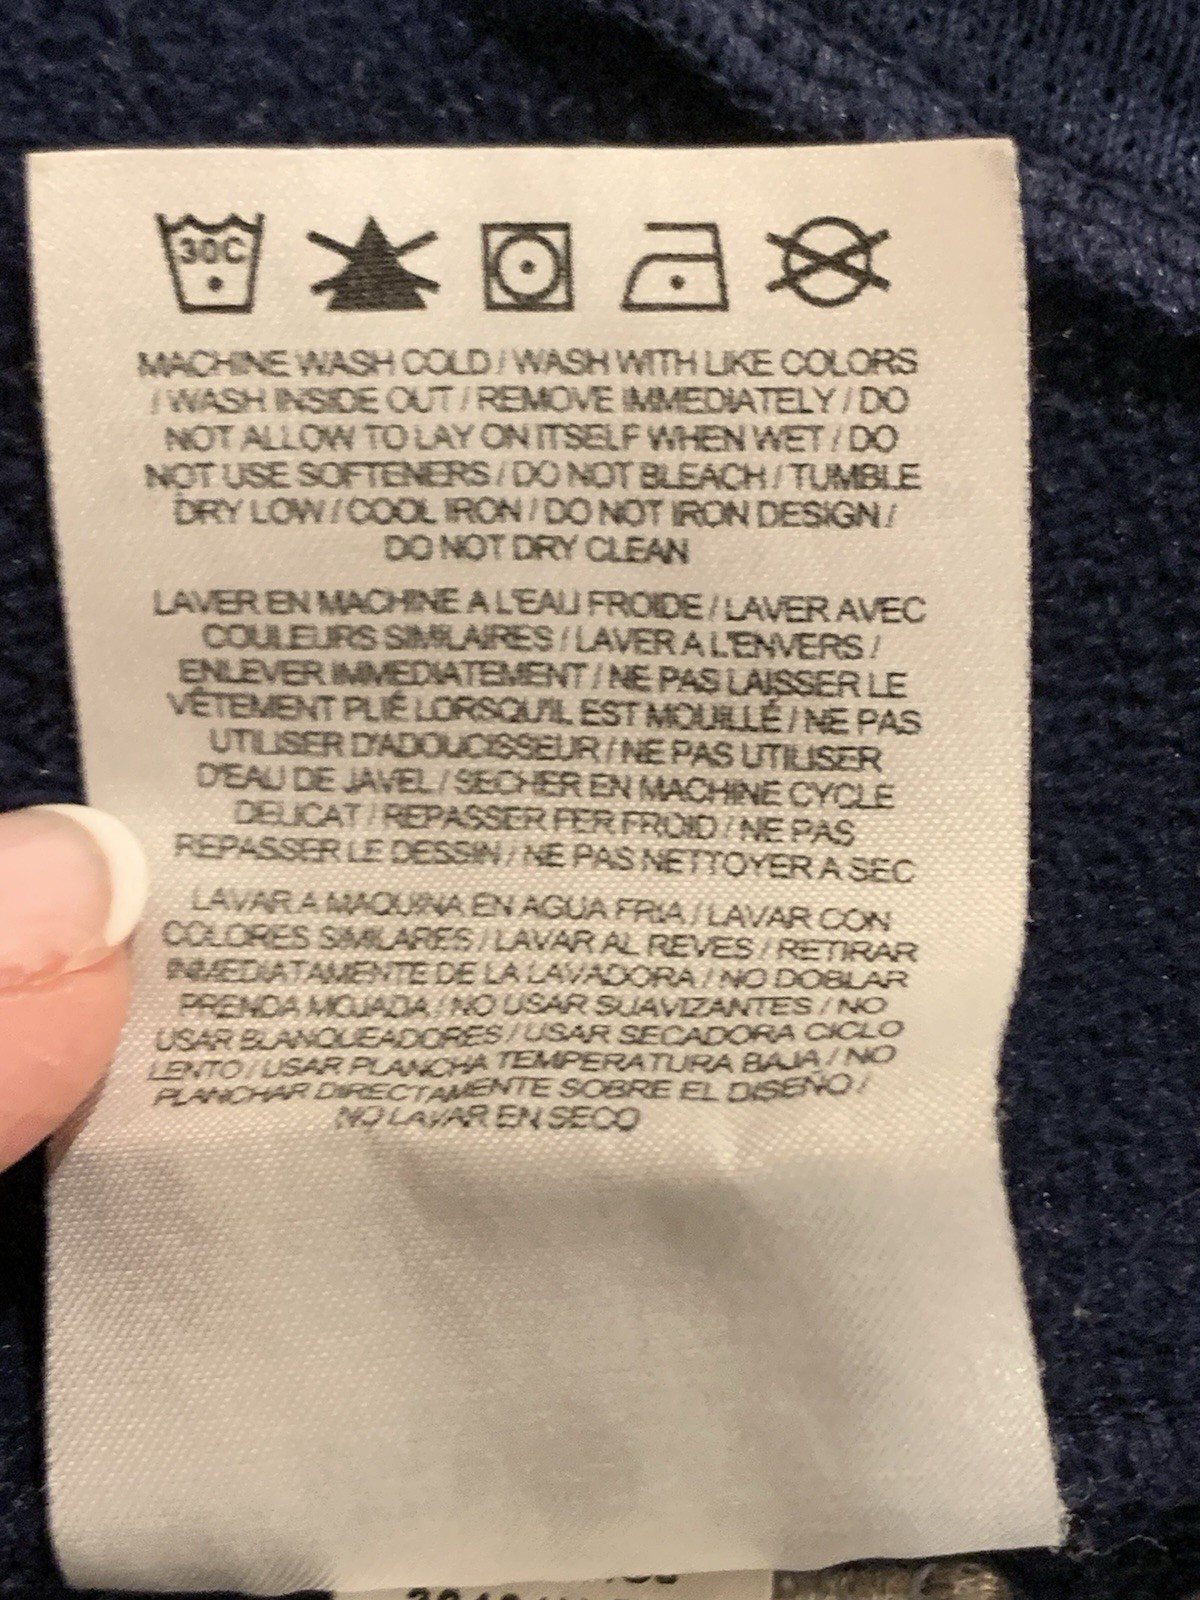 30C
MACHINE WASH COLD / WASH WITH LIKE COLORS
/ WASH INSIDE OUT / REMOVE IMMEDIATELY / DO
NOT ALLOW TO LAY ON ITSELF WHEN WET / DO
NOT USE SOFTENERS / DO NOT BLEACH / TUMBLE
DRY LOW / COOL IRON / DO NOT IRON DESIGN /
DO NOT DRY CLEAN
LAVER EN MACHINE A L'EAU FROIDE / LAVER AVEC
COULEURS SIMILAIRES / LAVER A L'ENVERS /
ENLEVER IMMEDIATEMENT / NE PAS LAISSER LE
VÊTEMENT PLIÉ LORSQU'IL EST MOUILLÉ / NE PAS
UTILISER D'ADOUCISSEUR / NE PAS UTILISER
D'EAU DE JAVEL / SECHER EN MACHINE CYCLE
DELICAT / REPASSER FER FROID / NE PAS
REPASSER LE DESSIN / NE PAS NETTOYER A SEC
LAVAR A MAQUINA EN AGUA FRIA / LAVAR CON
COLORES SIMILARES / LAVAR AL REVES / RETIRAR
INMEDIATAMENTE DE LA LAVADORA / NO DOBLAR
PRENDA MOJADA / NO USAR SUAVIZANTES / NO
USAR BLANQUEADORES / USAR SECADORA CICLO
LENTO / USAR PLANCHA TEMPERATURA BAJA / NO
PLANCHAR DIRECTAMENTE SOBRE EL DISEÑO /
NO LAVAR EN SECO